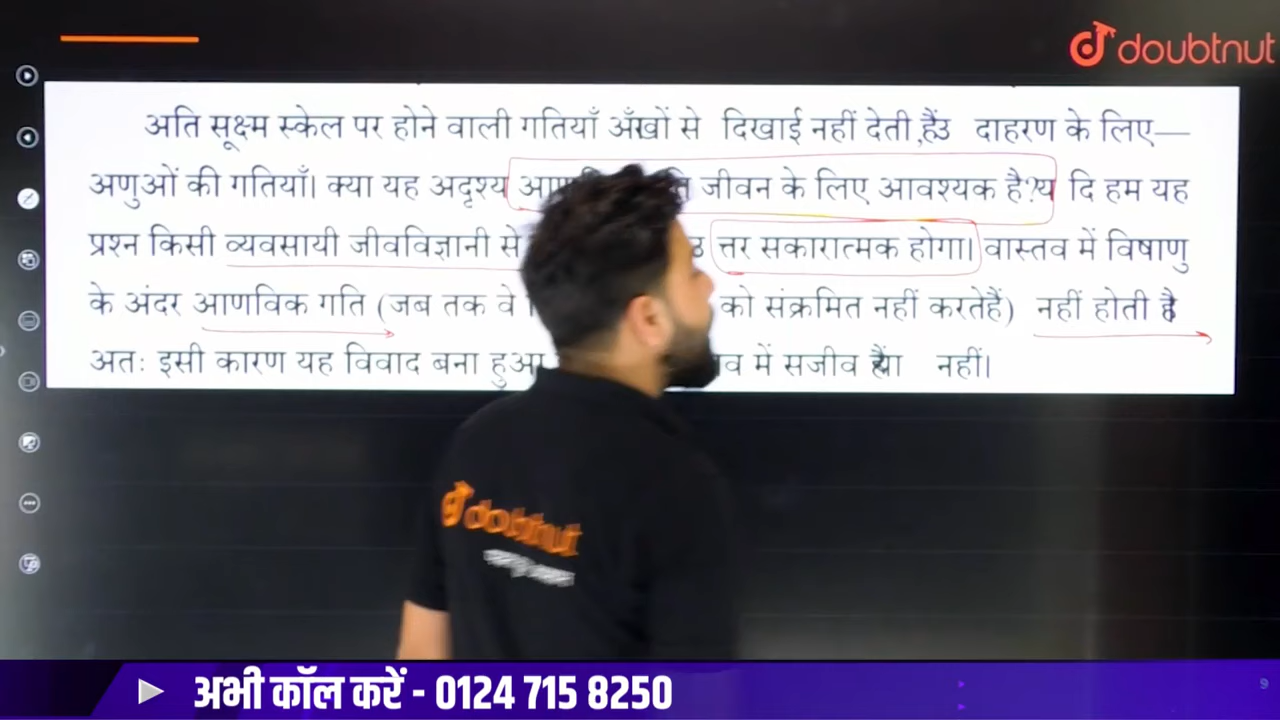 doubtnut
अति सूक्ष्म स्केल पर होने वाली गतियाँ आँखों से दिखाई नहीं देती,हैंउ दाहरण के लिए—
अणुओं की गतियाँ। क्या यह अदृश्य जीवन के लिए आवश्यक है?य दि हम यह
प्रश्न किसी व्यवसायी जीवविज्ञानी से त्तर सकारात्मक होगा। वास्तव में विषाणु
के अंदर आणविक गति (जब तक वे को संक्रमित नहीं करतेहैं) नहीं होती है
अतः इसी कारण यह विवाद बना हुआ में सजीव हैं नहीं।
doubtnut
अभी कॉल करें - 0124 715 8250
9